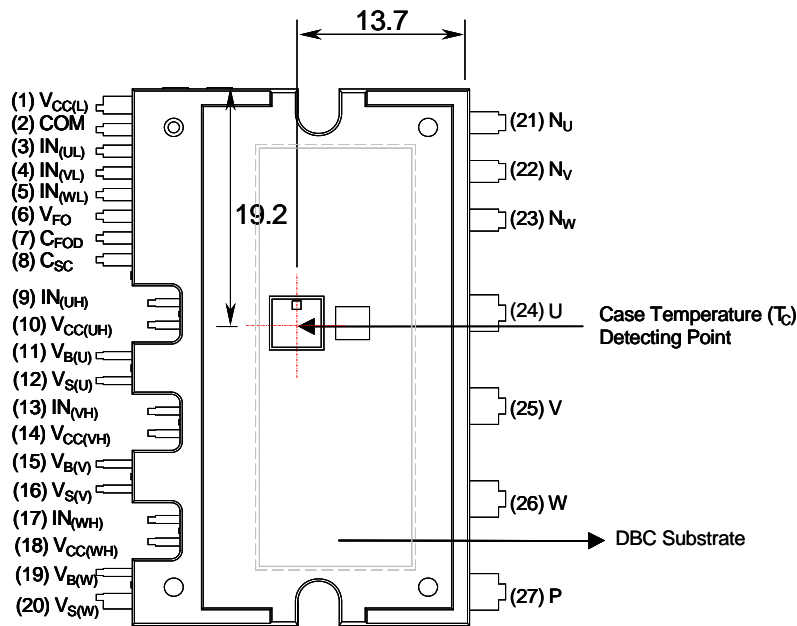 13.7
19.2
(1) VCC(L)
(2) COM
(3) IN(UL)
(4) IN(VL)
(5) IN(WL)
(6) VFO
(7) CFOD
(8) CSC
(9) IN(UH)
(10) VCC(UH)
(11) VB(U)
(12) VS(U)
(13) IN(VH)
(14) VCC(VH)
(15) VB(V)
(16) VS(V)
(17) IN(WH)
(18) VCC(WH)
(19) VB(W)
(20) VS(W)
(21) NU
(22) NV
(23) NW
(24) U
(25) V
(26) W
(27) P
Case Temperature (TC)
Detecting Point
DBC Substrate